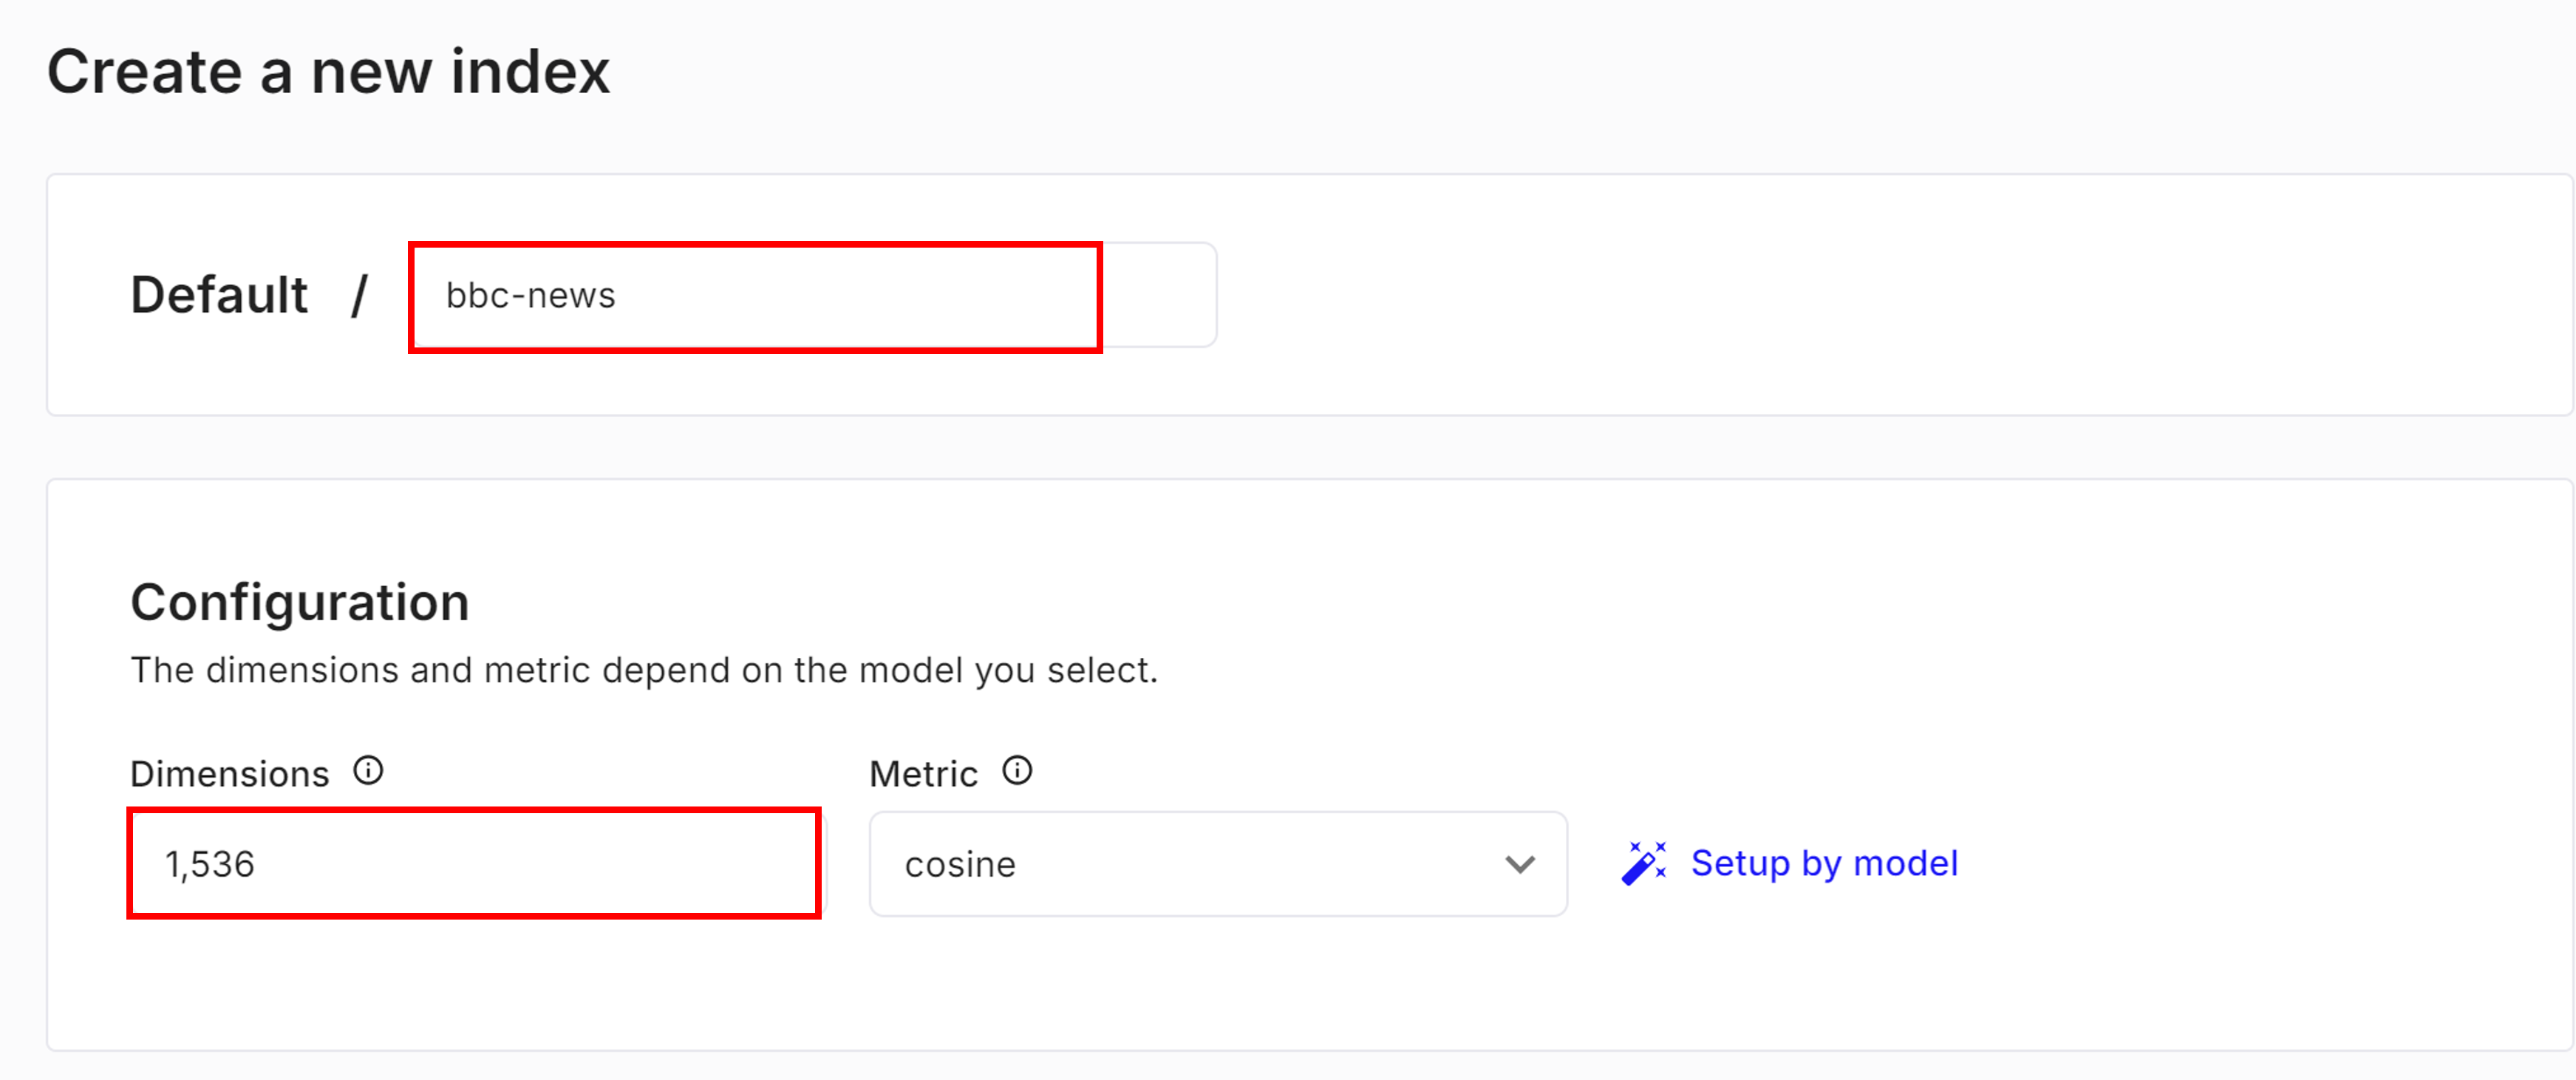 Create a new index
Default / bbc-news
Configuration
The dimensions and metric depend on the model you select.
Dimensions Metric
1,536 cosine Setup by model